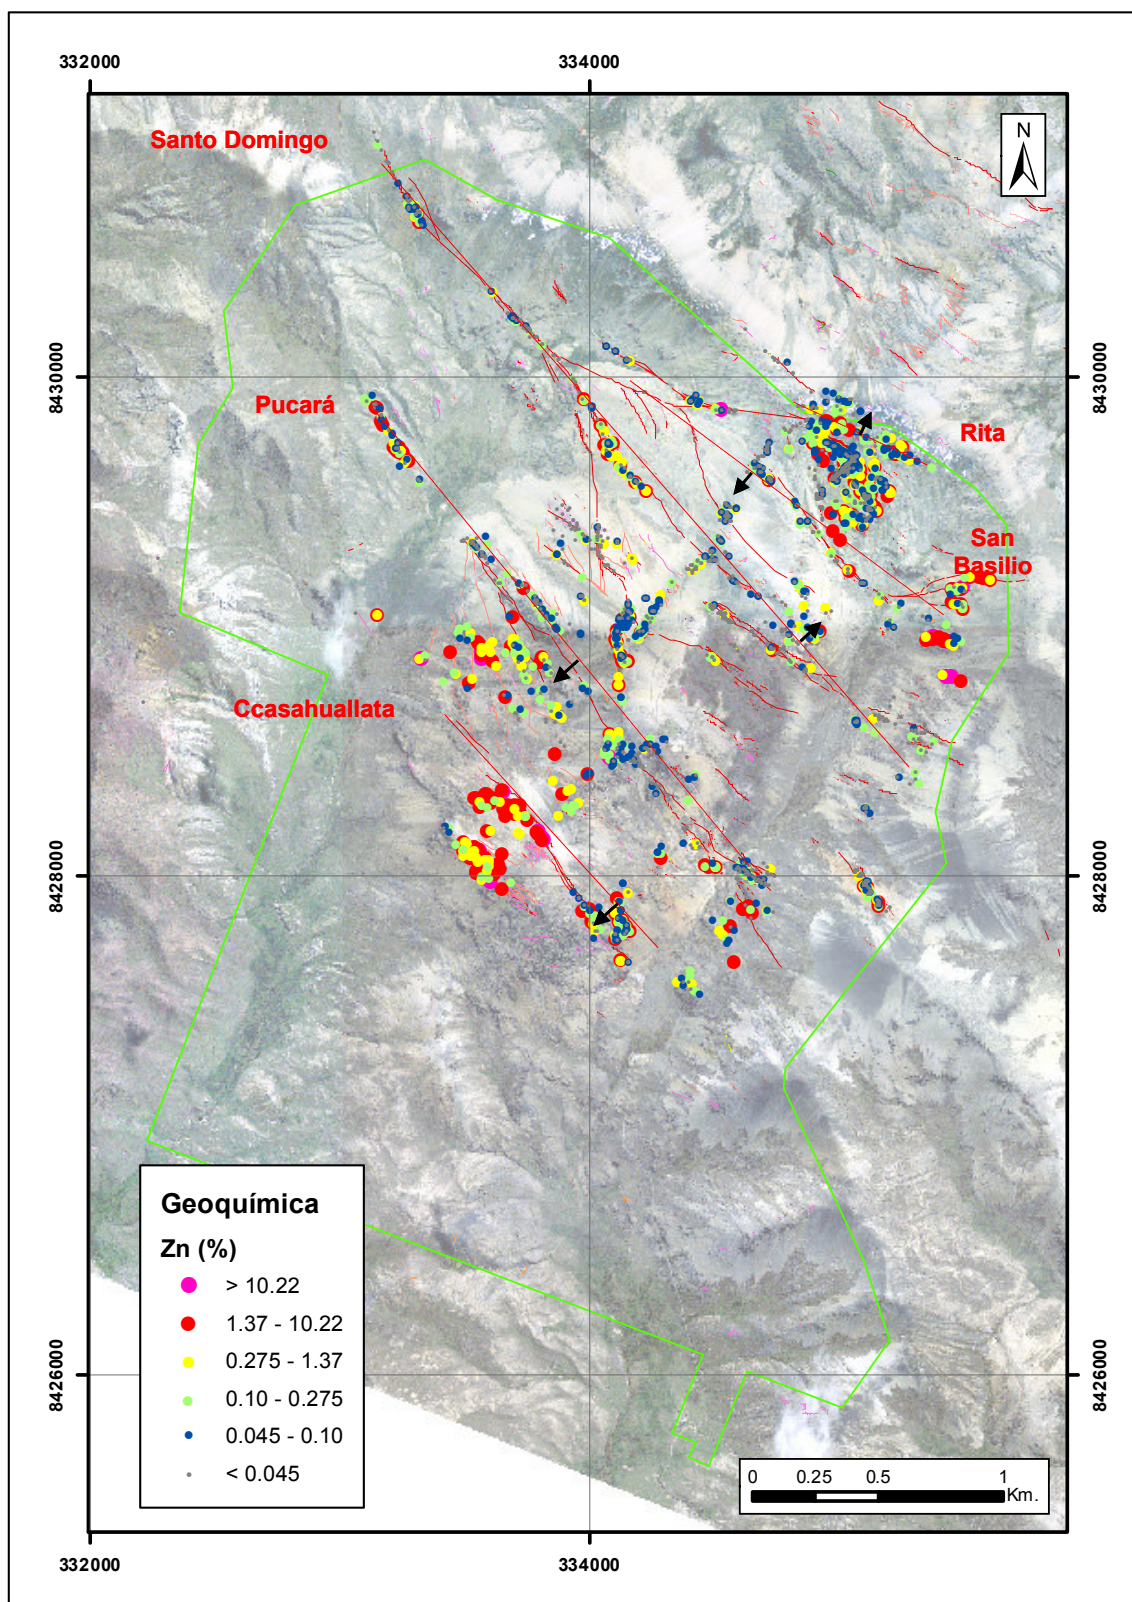 332000
334000
Santo Domingo
N
8430000
8430000
Pucará
Rita
San
Basilio
Ccasahuallata
8428000
8428000
Geoquímica
Zn (%)
> 10.22
1.37 - 10.22
0.275 - 1.37
0.10 - 0.275
0.045 - 0.10
< 0.045
8426000
8426000
0 0.25 0.5 1
Km.
332000
334000